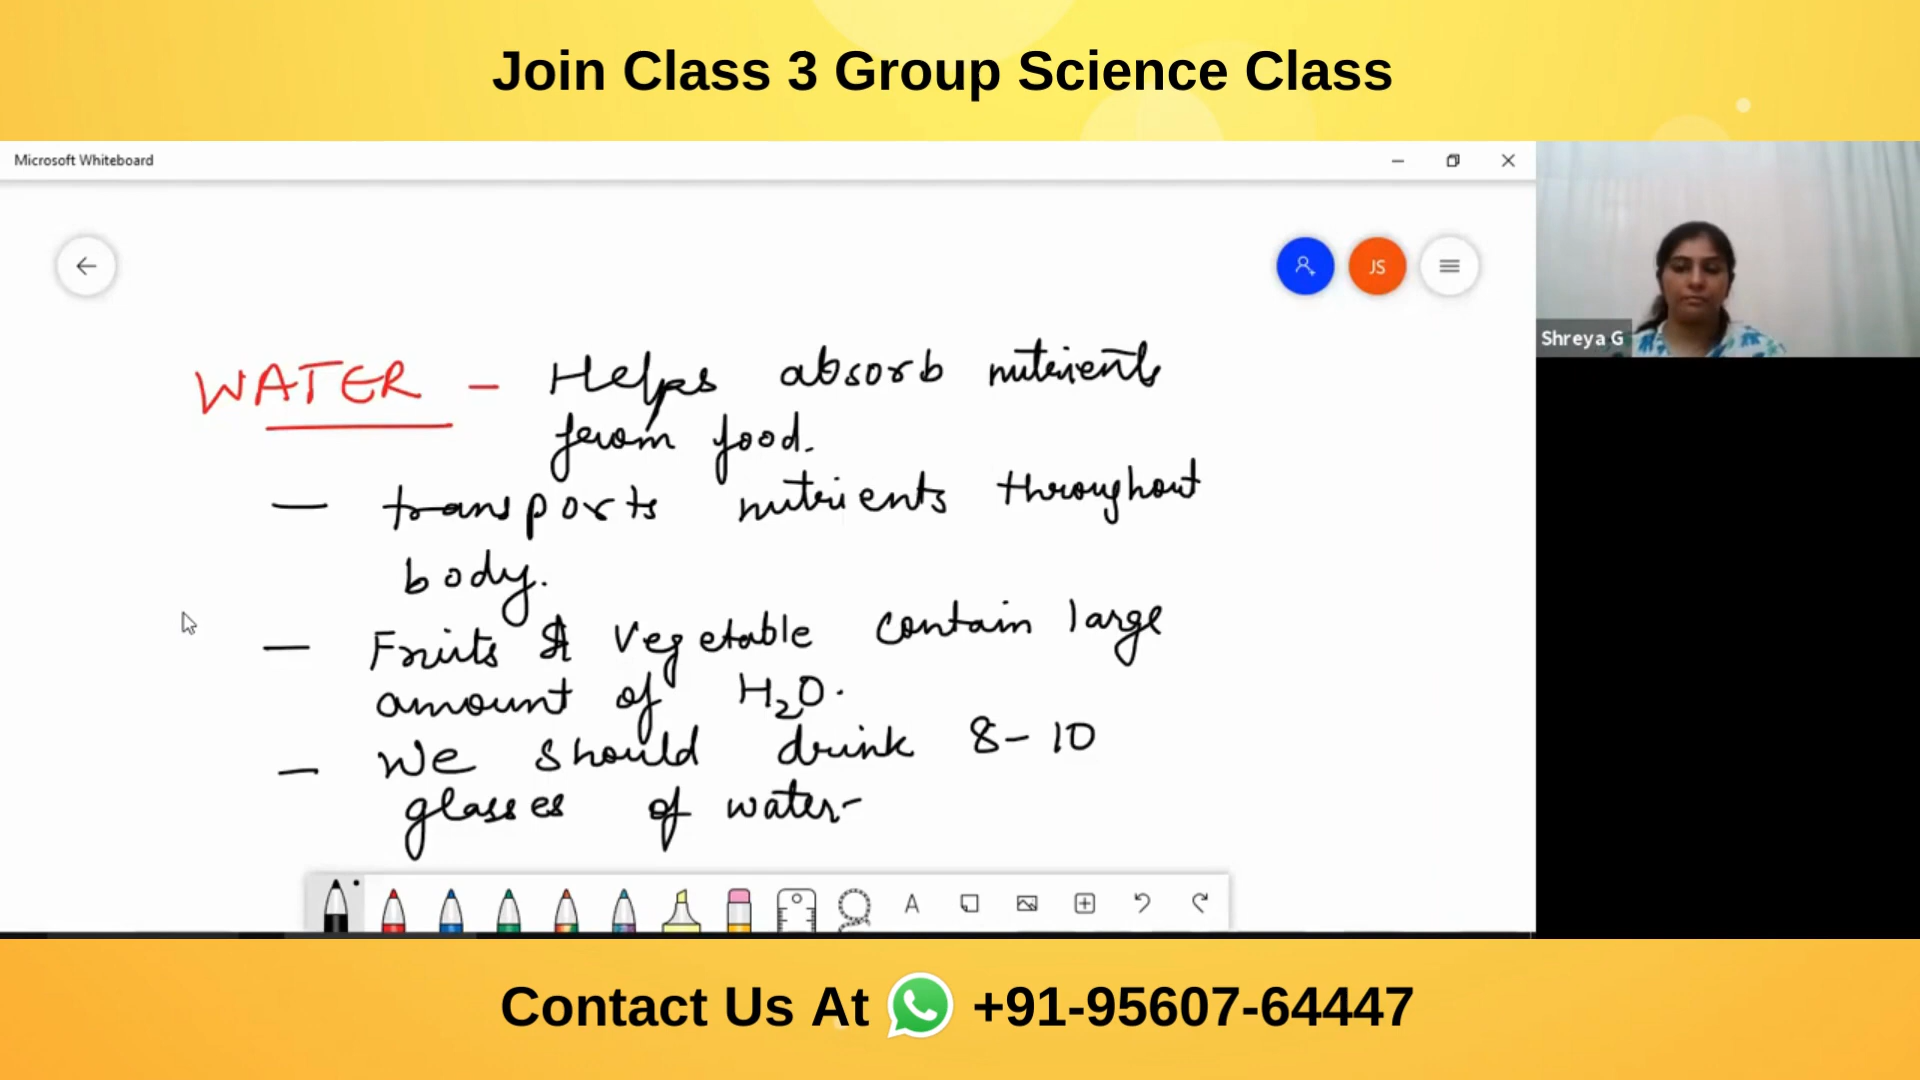 Join Class 3 Group Science Class
Microsoft Whiteboard
JS
Shreya G
WATER - Helps absorb nutrients
from food.
- transports nutrients throughout
body.
- Fruits & Vegetable contain large
amount of H₂O.
- We should drink 8-10
glasses of water-
A
Contact Us At +91-95607-64447